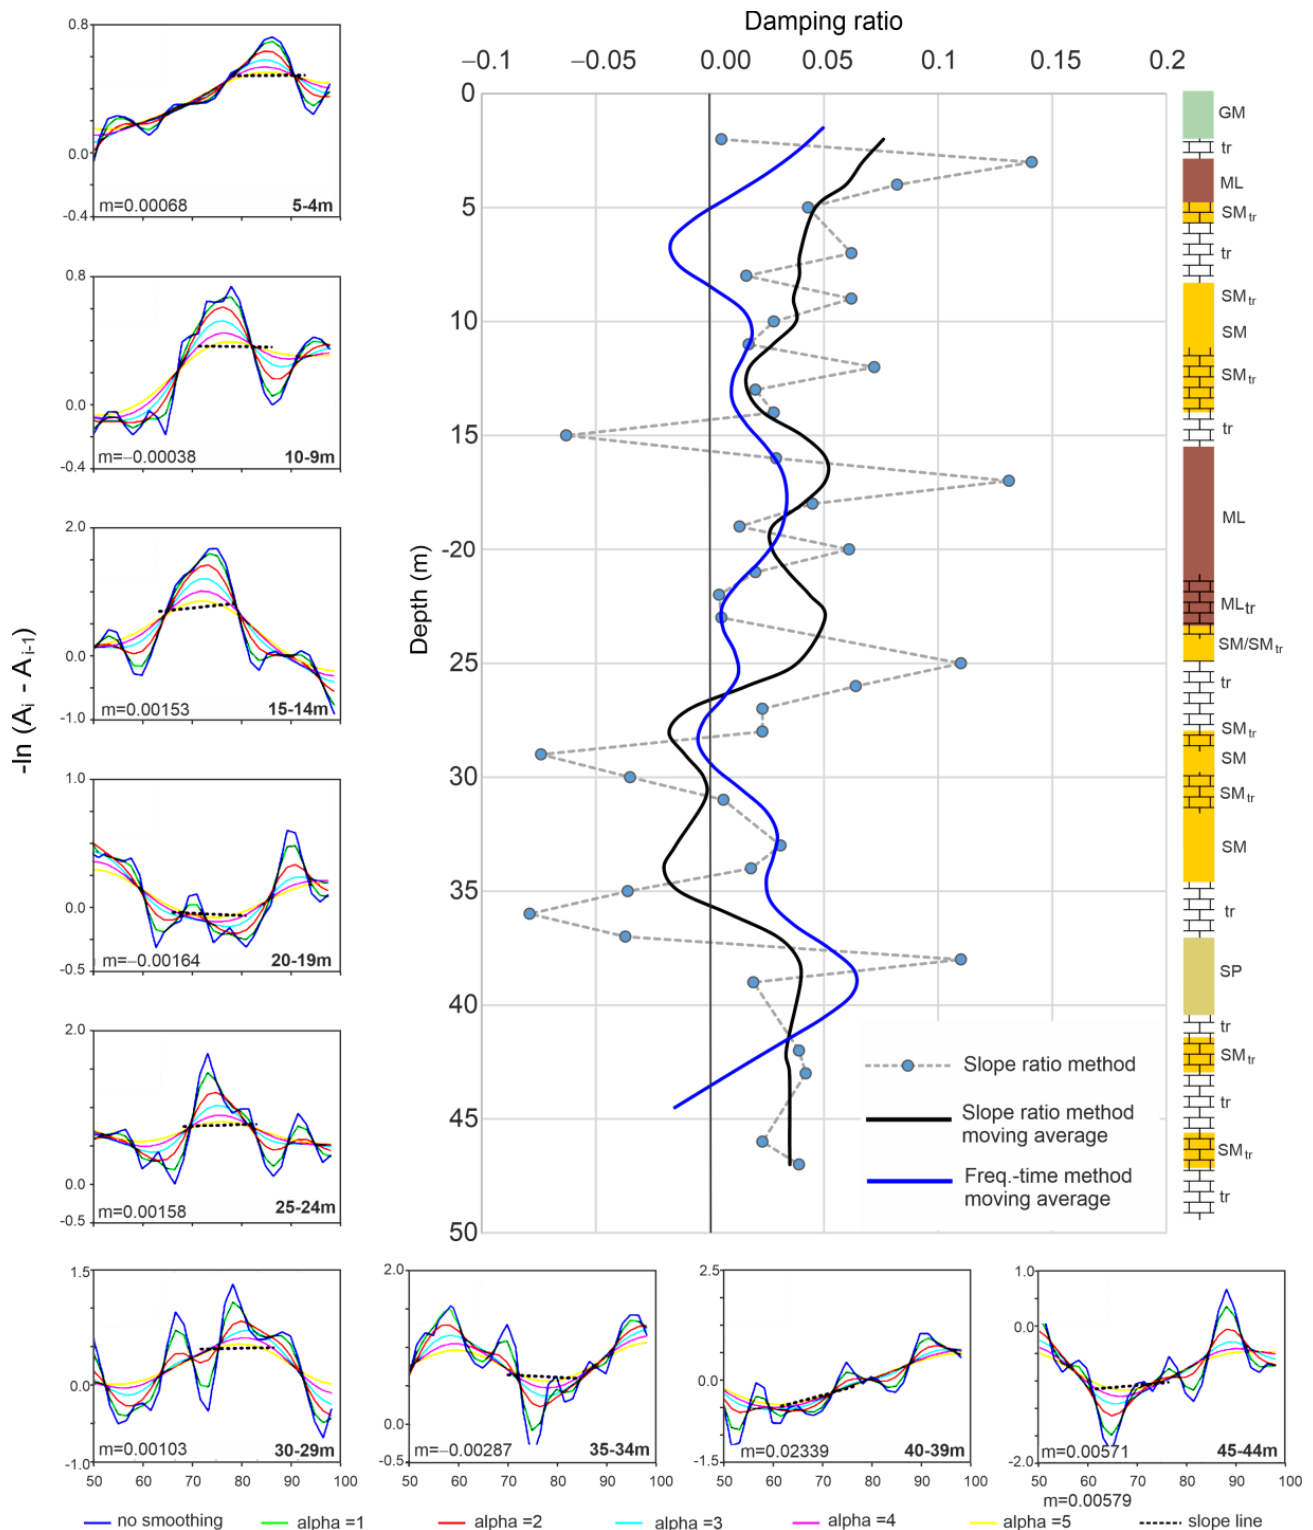 Damping ratio
−0.1
−0.05
0.00
0.05
0.1
0.15
0.2
0
5
10
15
-20
25
30
35
40
45
50
Depth (m)
Slope ratio method
Slope ratio method
moving average
Freq.-time method
moving average
GM
tr
ML
SMtr
tr
SMtr
SM
SMtr
tr
ML
MLtr
SM/SMtr
tr
SMtr
SM
SMtr
SM
tr
SP
tr
SMtr
tr
SMtr
tr
-ln (Ai - Ai-1)
0.8
0.0
-0.4
m=0.00068
5-4m
0.8
0.0
-0.4
m=−0.00038
10-9m
2.0
0.0
-1.0
m=0.00153
15-14m
1.0
0.0
-0.5
m=−0.00164
20-19m
2.0
0.0
-0.5
m=0.00158
25-24m
1.5
0.0
-1.0
m=0.00103
30-29m
50 60 70 80 90 100
2.0
0.0
-0.5
m=−0.00287
35-34m
50 60 70 80 90 100
2.5
0.0
-1.5
m=0.02339
40-39m
50 60 70 80 90 100
1.0
0.0
-2.0
m=0.00571
45-44m
50 60 70 80 90 100
m=0.00579
no smoothing
alpha =1
alpha =2
alpha =3
alpha =4
alpha =5
slope line